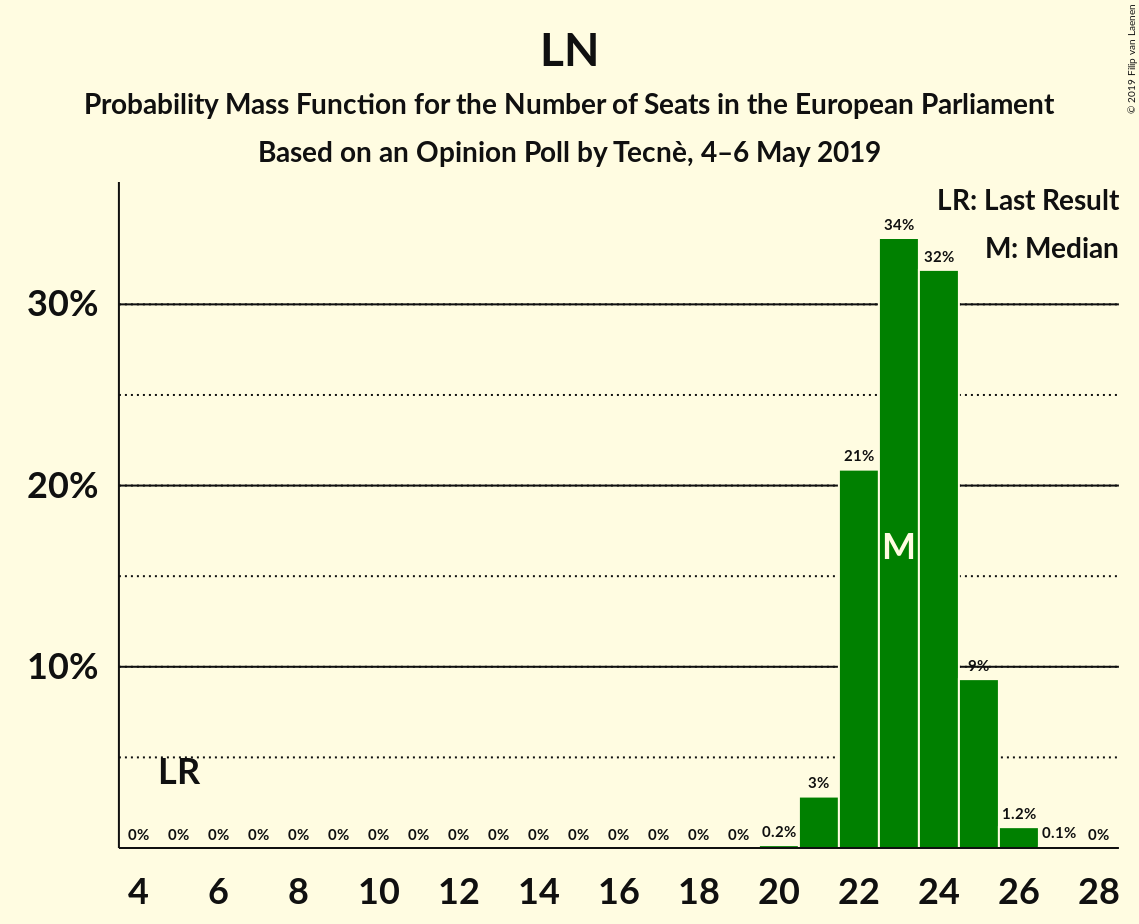 LN
Probability Mass Function for the Number of Seats in the European Parliament
Based on an Opinion Poll by Tecnè, 4–6 May 2019
© 2019 Filip van Laenen
LR: Last Result
M: Median
34%
32%
30%
21%
20%
M
10%
9%
LR
3%
0% 0% 0% 0% 0% 0% 0% 0% 0% 0% 0% 0% 0% 0% 0% 0% 0.2% 1.2% 0.1% 0%
4 6 8 10 12 14 16 18 20 22 24 26 28